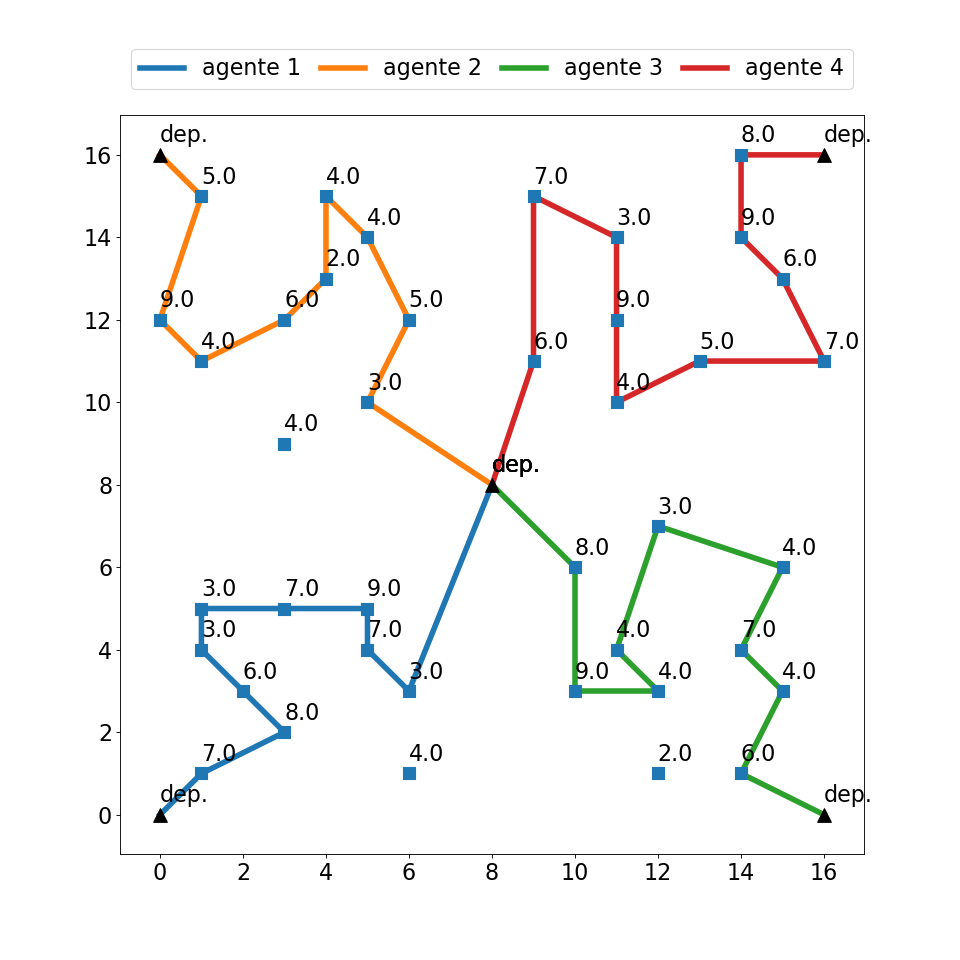 agente 1 agente 2 agente 3 agente 4
dep. 8.0 dep.
16
5.0 4.0 7.0
4.0 3.0 9.0
14
2.0 6.0
9.0 6.0 5.0 9.0
12
4.0 6.0 5.0 7.0
3.0 4.0
10
4.0
dep. dep.
8
3.0
8.0 4.0
6
3.0 7.0 9.0
3.0 7.0 4.0 7.0
4
6.0 3.0 9.0 4.0 4.0
8.0
2
7.0 4.0 2.0 6.0
dep. dep.
0
0 2 4 6 8 10 12 14 16